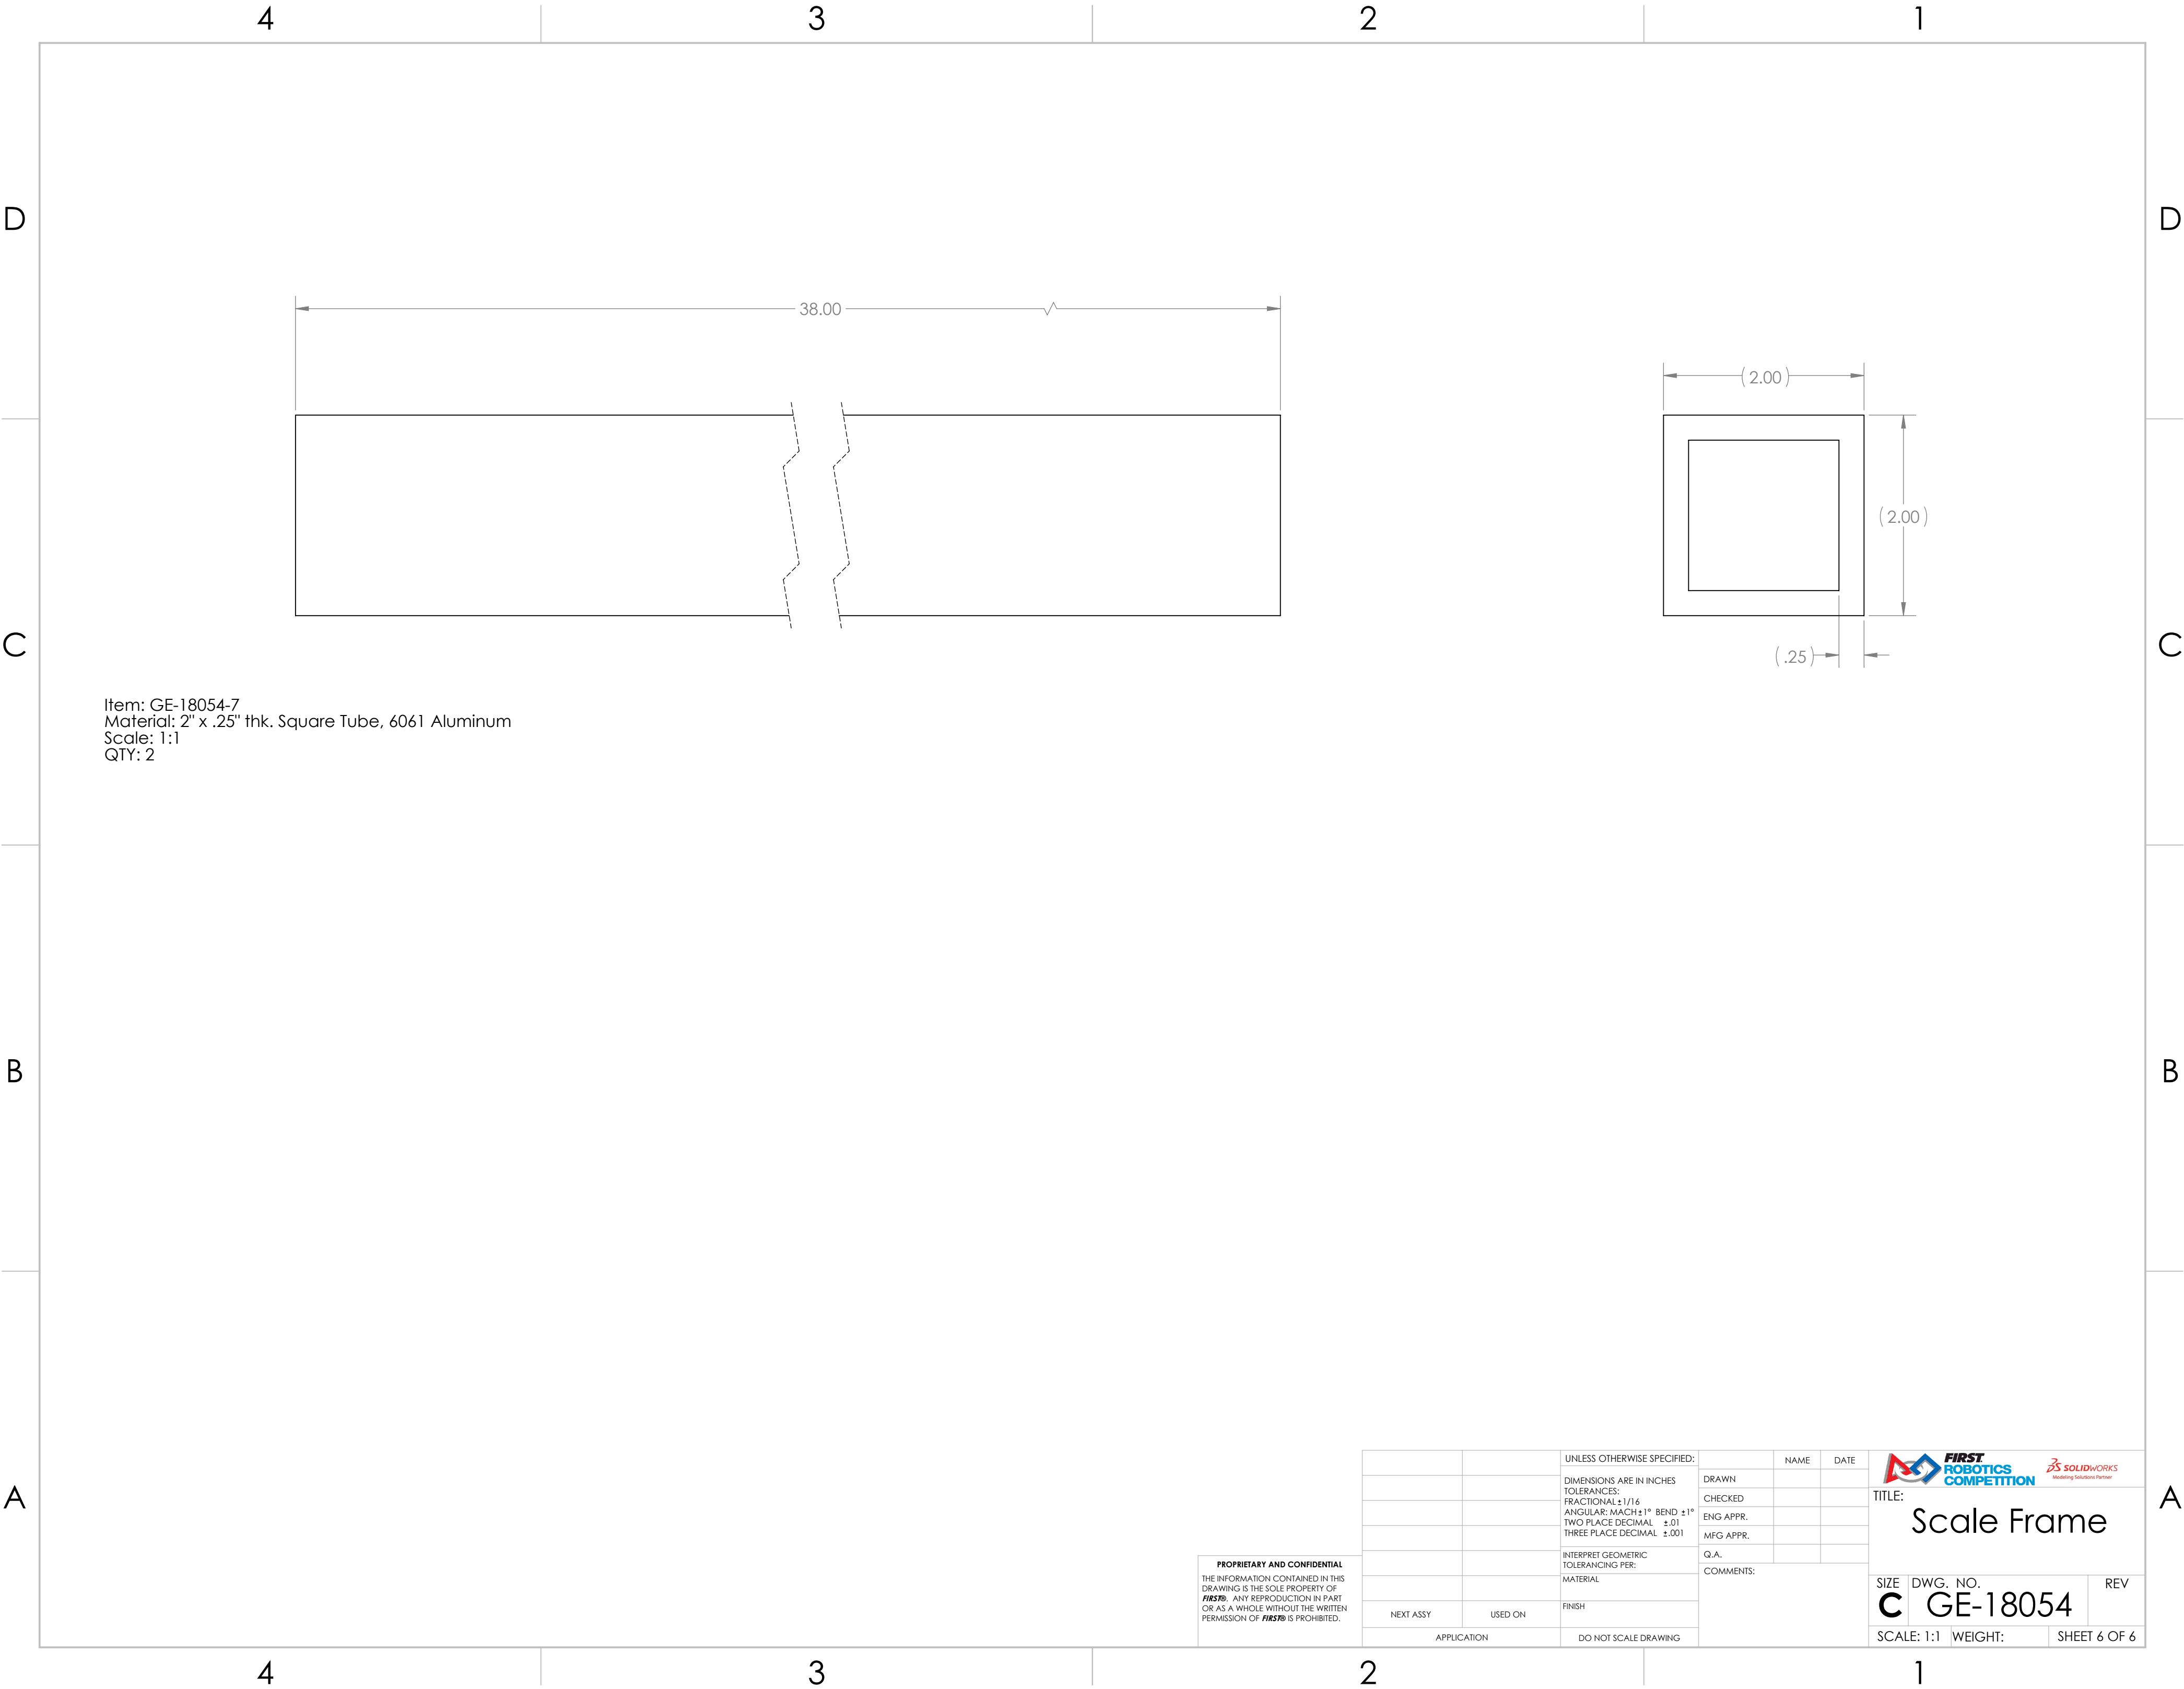 4 3 2 1
D D
38.00
( 2.00 )
( 2.00 )
( .25 )
C C
Item: GE-18054-7
Material: 2" x .25" thk. Square Tube, 6061 Aluminum
Scale: 1:1
QTY: 2
B B
A A
PROPRIETARY AND CONFIDENTIAL
THE INFORMATION CONTAINED IN THIS
DRAWING IS THE SOLE PROPERTY OF
FIRST®. ANY REPRODUCTION IN PART
OR AS A WHOLE WITHOUT THE WRITTEN
PERMISSION OF FIRST® IS PROHIBITED.
NEXT ASSY USED ON
APPLICATION
UNLESS OTHERWISE SPECIFIED:
DIMENSIONS ARE IN INCHES
TOLERANCES:
FRACTIONAL ±1/16
ANGULAR: MACH ±1° BEND ±1°
TWO PLACE DECIMAL ±.01
THREE PLACE DECIMAL ±.001
INTERPRET GEOMETRIC
TOLERANCING PER:
MATERIAL
FINISH
DO NOT SCALE DRAWING
NAME DATE
DRAWN
CHECKED
ENG APPR.
MFG APPR.
Q.A.
COMMENTS:
FIRST.
ROBOTICS
COMPETITION
SOLIDWORKS
Modeling Solutions Partner
TITLE:
Scale Frame
SIZE DWG. NO. REV
C GE-18054
SCALE: 1:1 WEIGHT: SHEET 6 OF 6
4 3 2 1